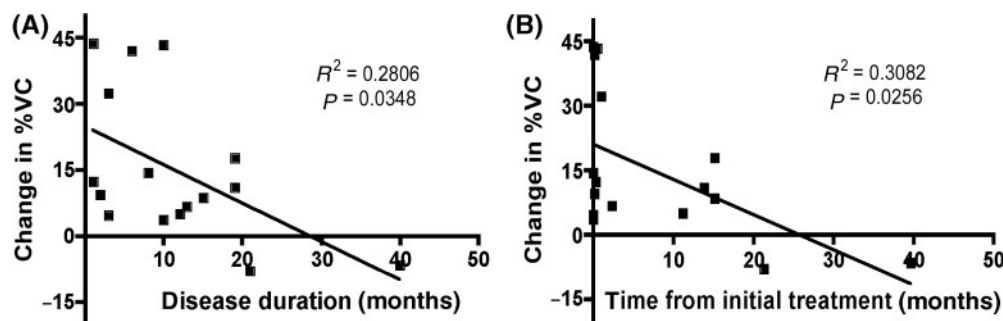 (A)
Change in %VC
45
30
15
0
−15
R² = 0.2806
P = 0.0348
10 20 30 40 50
Disease duration (months)
(B)
Change in %VC
45
30
15
0
−15
R² = 0.3082
P = 0.0256
10 20 30 40 50
Time from initial treatment (months)